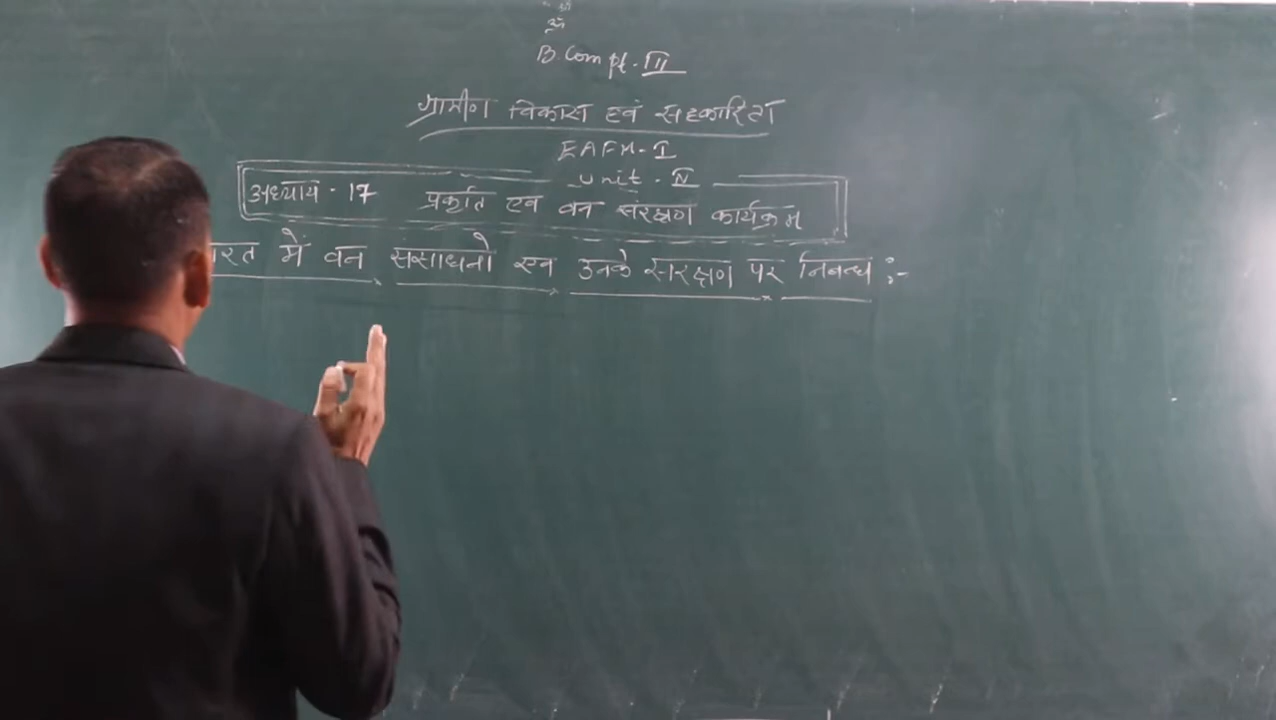 ॐ
B.Com pt. III
ग्रामीण विकास एवं सहकारिता
EAFM-I
Unit-IV
अध्याय-17 प्रकृति एवं वन संरक्षण कार्यक्रम
रत में वन संसाधनो एवं उनके संरक्षण पर निबन्ध :-